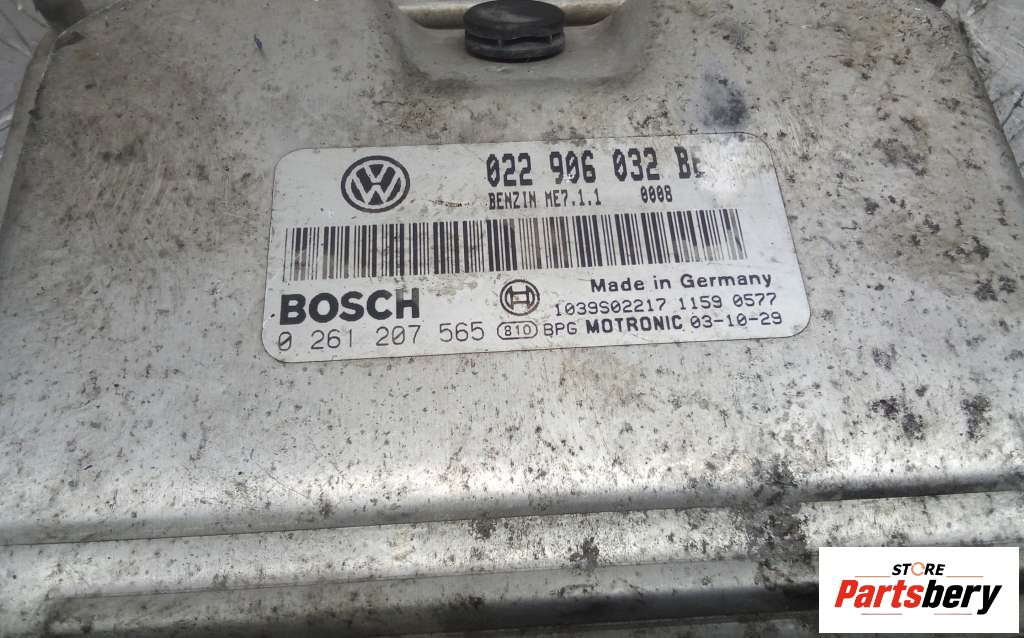 022 906 032 BE
BENZIN ME7.1.1 0008
BOSCH
Made in Germany
1039S02217 1159 0577
0 261 207 565 810 BPG MOTRONIC 03-10-29
STORE
Partsbery